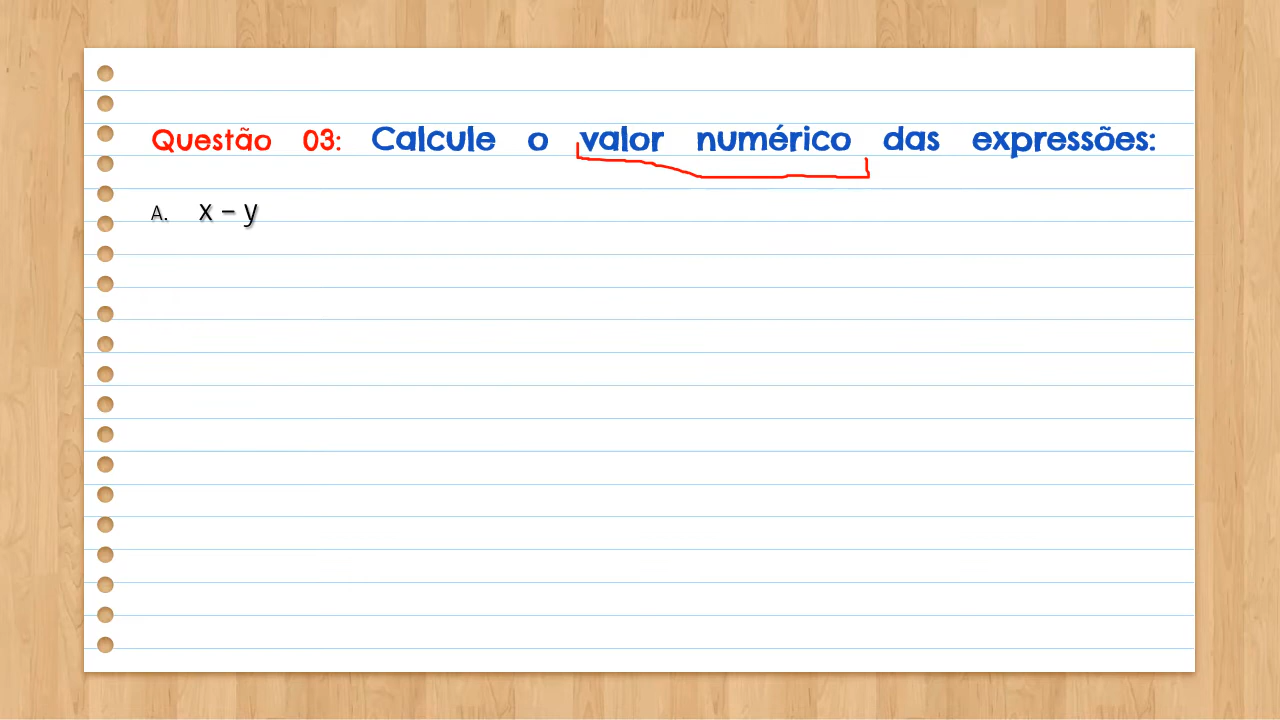 Questão 03: Calcule o valor numérico das expressões:
A. x – y